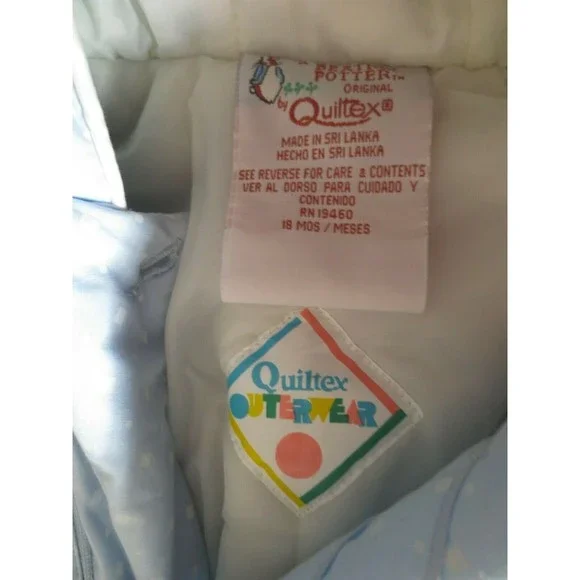 POTTER™
ORIGINAL
by Quiltex®
MADE IN SRI LANKA
HECHO EN SRI LANKA
SEE REVERSE FOR CARE & CONTENTS
VER AL DORSO PARA CUIDADO Y
CONTENIDO
RN 19460
18 MOS / MESES
Quiltex
OUTERWEAR